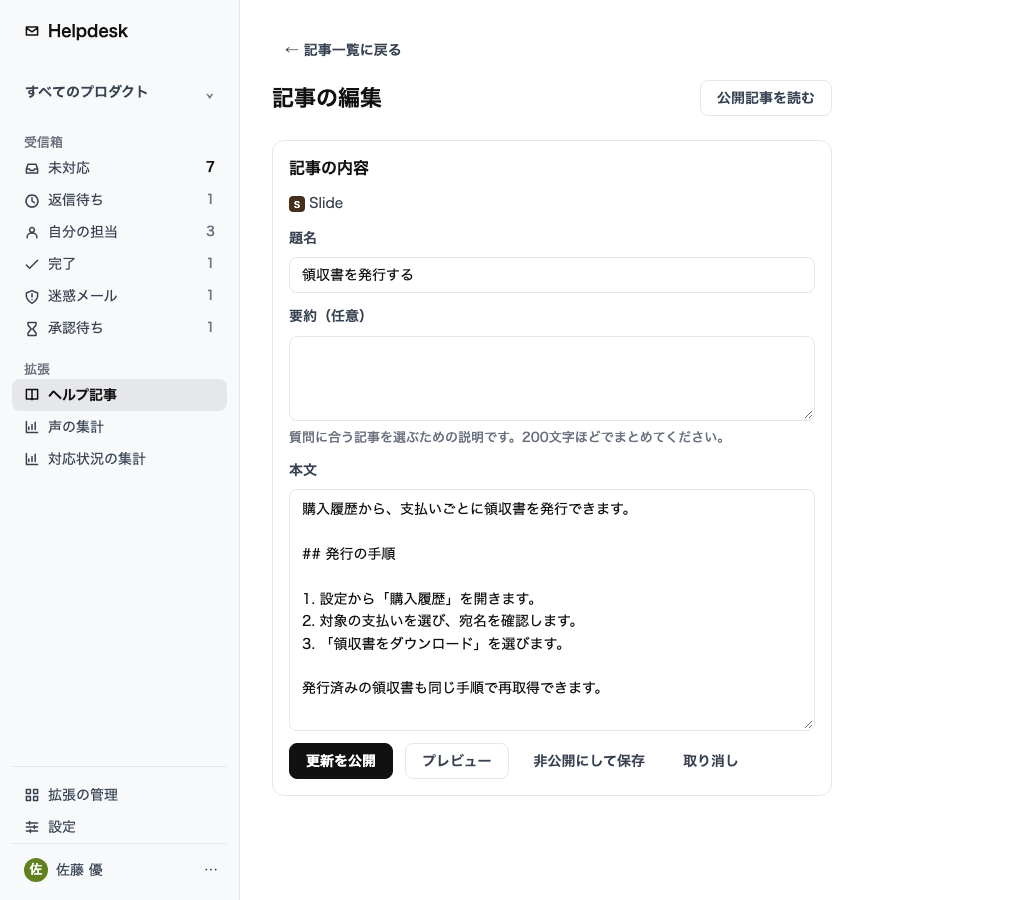 Helpdesk
すべてのプロダクト
受信箱
未対応 7
返信待ち 1
自分の担当 3
完了 1
迷惑メール 1
承認待ち 1
拡張
ヘルプ記事
声の集計
対応状況の集計
拡張の管理
設定
佐 佐藤 優 …
← 記事一覧に戻る
記事の編集
公開記事を読む
記事の内容
s Slide
題名
領収書を発行する
要約（任意）
質問に合う記事を選ぶための説明です。200文字ほどでまとめてください。
本文
購入履歴から、支払いごとに領収書を発行できます。
## 発行の手順
1. 設定から「購入履歴」を開きます。
2. 対象の支払いを選び、宛名を確認します。
3. 「領収書をダウンロード」を選びます。
発行済みの領収書も同じ手順で再取得できます。
更新を公開 プレビュー 非公開にして保存 取り消し